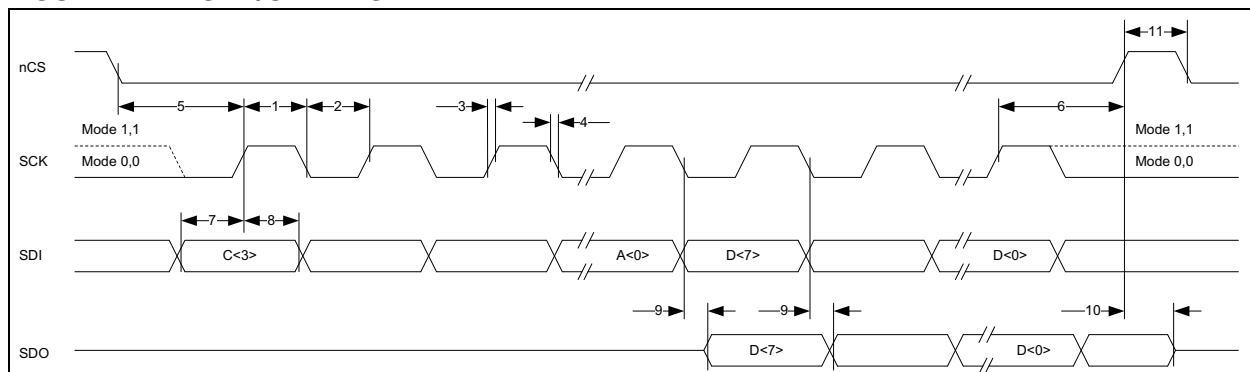 11
nCS
5
1
2
3
4
6
Mode 1,1
Mode 1,1
SCK
Mode 0,0
Mode 0,0
7
8
SDI
C<3>
A<0>
D<7>
D<0>
9
9
10
SDO
D<7>
D<0>